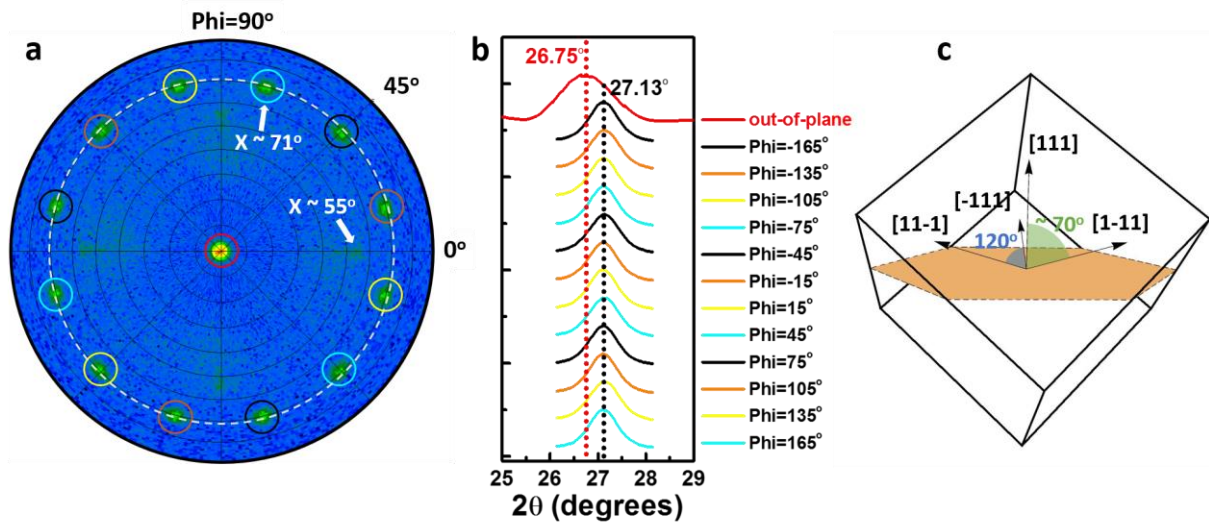 Phi=90°
a
45°
X ~ 71°
X ~ 55°
0°
b
26.75°
27.13°
out-of-plane
Phi=-165°
Phi=-135°
Phi=-105°
Phi=-75°
Phi=-45°
Phi=-15°
Phi=15°
Phi=45°
Phi=75°
Phi=105°
Phi=135°
Phi=165°
25 26 27 28 29
2θ (degrees)
c
[111]
[-111]
[11-1]
~ 70°
[1-11]
120°